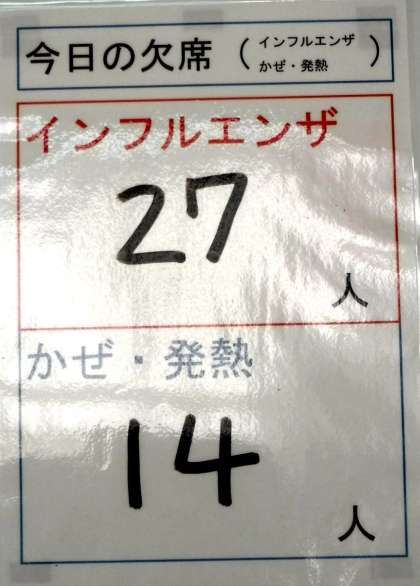 今日の欠席（インフルエンザ
かぜ・発熱）
インフルエンザ
27
人
かぜ・発熱
14
人